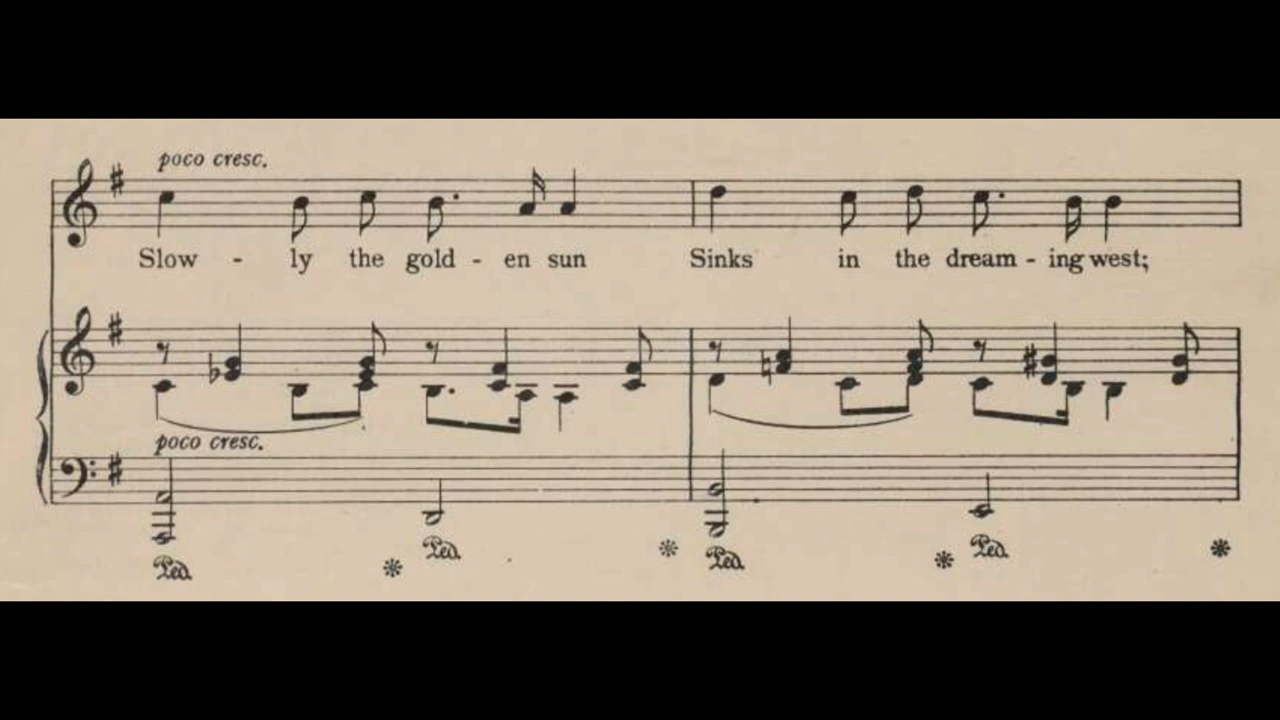 poco cresc.
Slow - ly the gold - en sun Sinks in the dream - ing west;
poco cresc.
Ped. Ped. Ped. Ped.